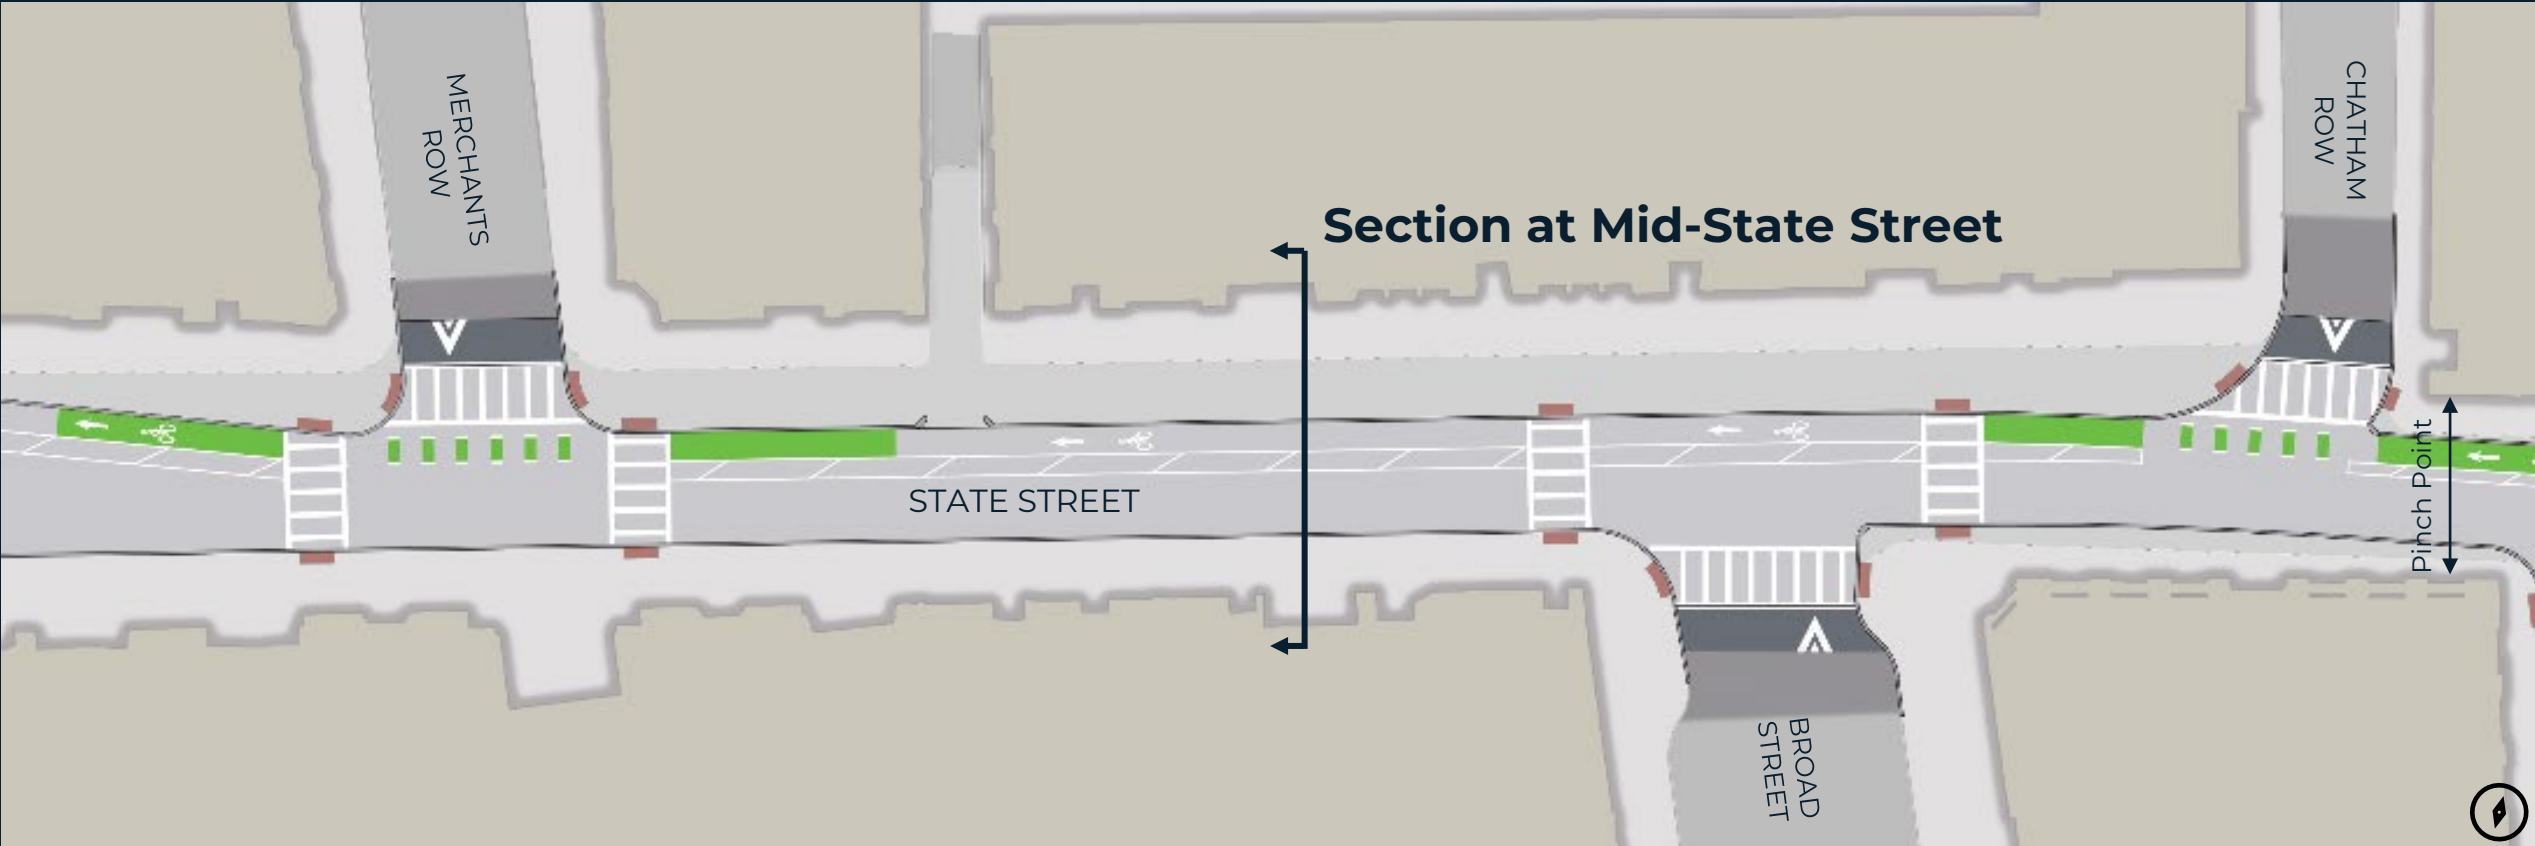 MERCHANTS
ROW
CHATHAM
ROW
Section at Mid-State Street
STATE STREET
Pinch Point
BROAD
STREET